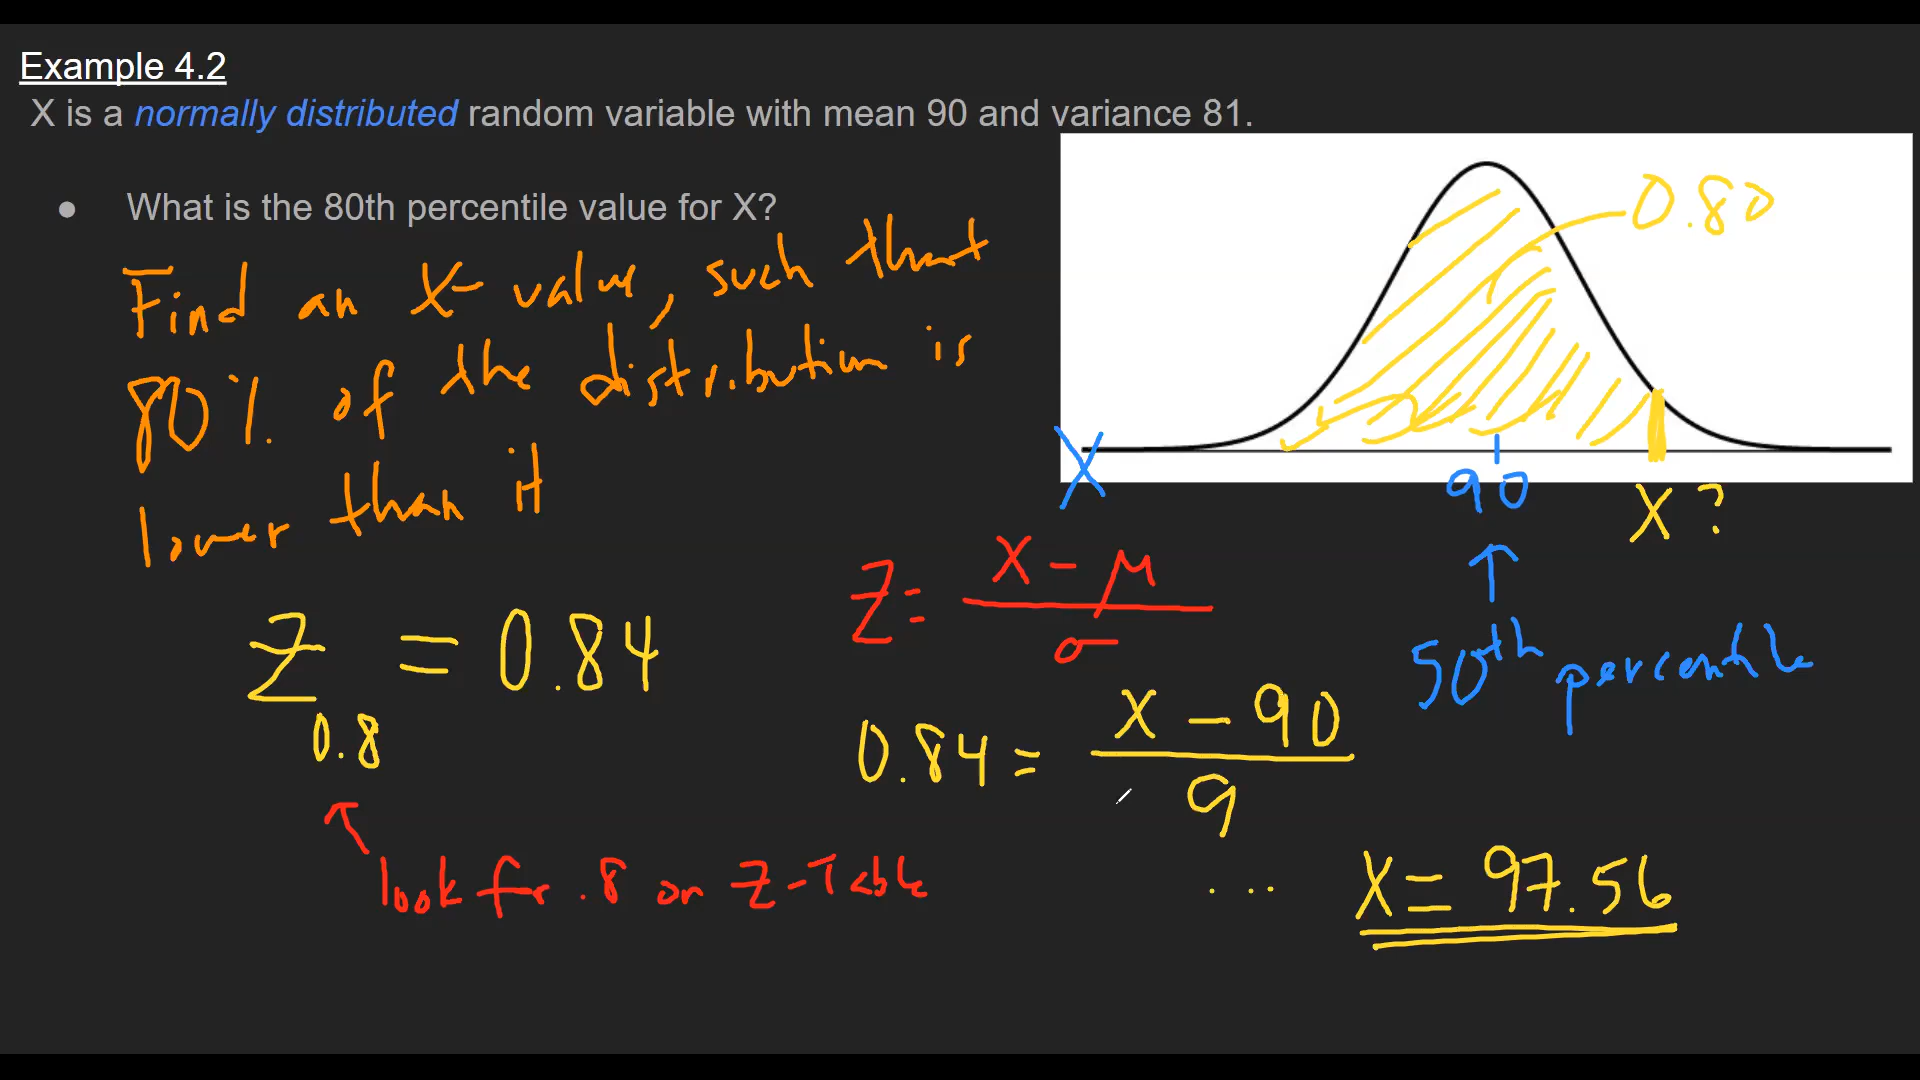 Example 4.2
X is a normally distributed random variable with mean 90 and variance 81.
● What is the 80th percentile value for X?
Find an X-value, such that
80% of the distribution is
lower than it
0.80
X
90
X?
↑
50th percentile
Z = X - μ / σ
Z0.8 = 0.84
0.84 = X - 90 / 9
look for .8 on Z-Table
... X = 97.56